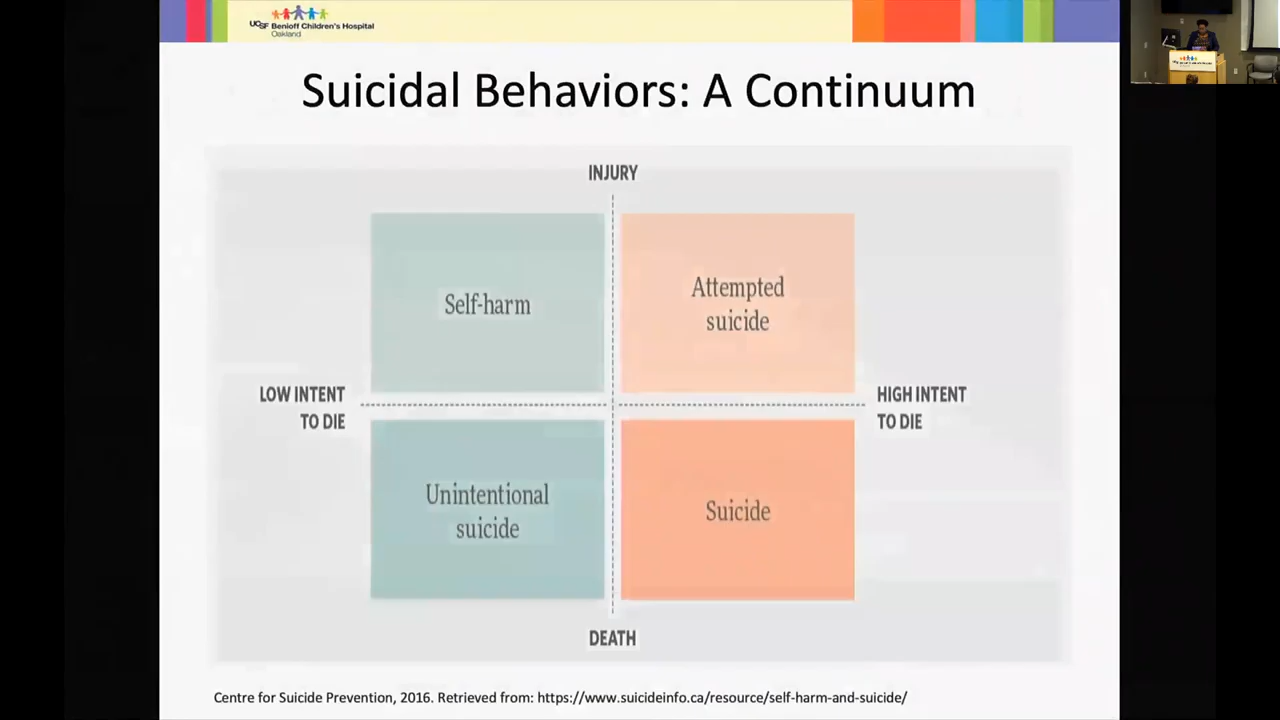 UCSF Benioff Children's Hospital
Oakland
Suicidal Behaviors: A Continuum
INJURY
Self-harm
Attempted
suicide
LOW INTENT
TO DIE
HIGH INTENT
TO DIE
Unintentional
suicide
Suicide
DEATH
Centre for Suicide Prevention, 2016. Retrieved from: https://www.suicideinfo.ca/resource/self-harm-and-suicide/